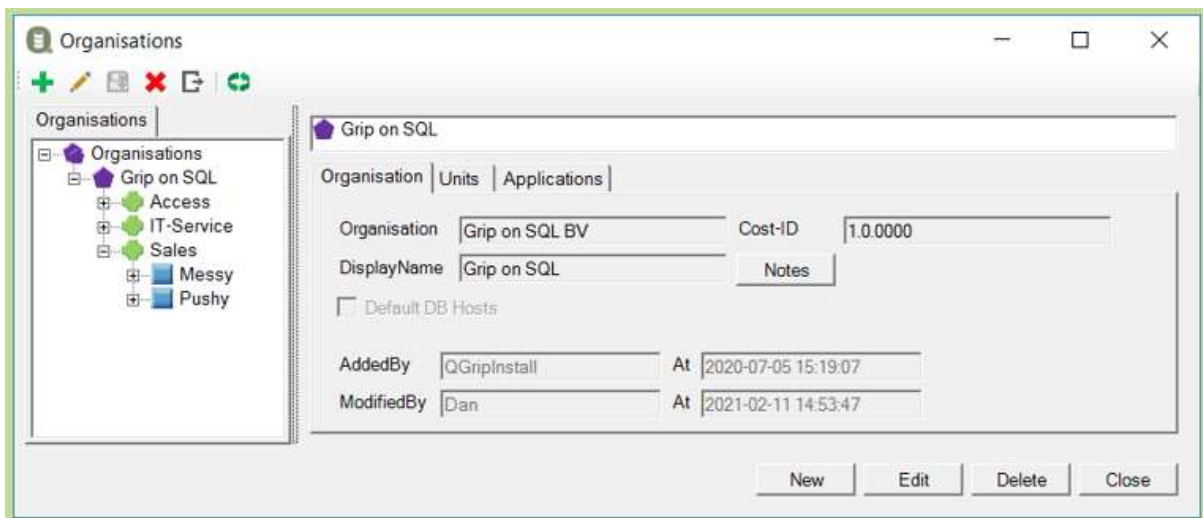 Organisations
Organisations
Organisations
Grip on SQL
Access
IT-Service
Sales
Messy
Pushy
Grip on SQL
Organisation Units Applications
Organisation Grip on SQL BV Cost-ID 1.0.0000
DisplayName Grip on SQL Notes
Default DB Hosts
AddedBy QGripInstall At 2020-07-05 15:19:07
ModifiedBy Dan At 2021-02-11 14:53:47
New Edit Delete Close